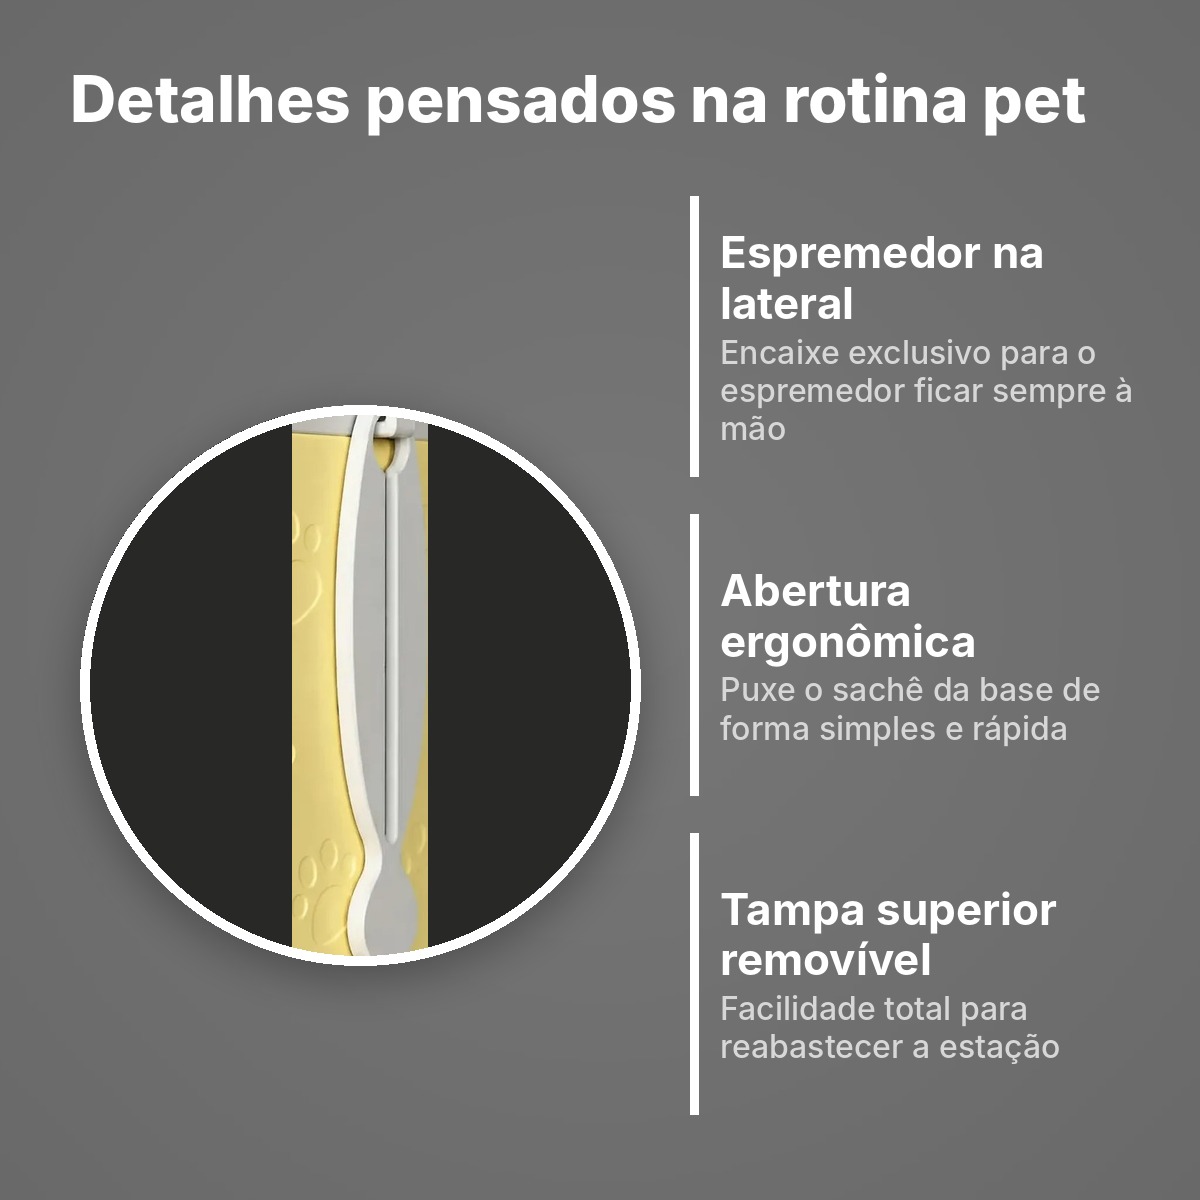 Detalhes pensados na rotina pet
Espremedor na
lateral
Encaixe exclusivo para o
espremedor ficar sempre à
mão
Abertura
ergonômica
Puxe o sachê da base de
forma simples e rápida
Tampa superior
removível
Facilidade total para
reabastecer a estação